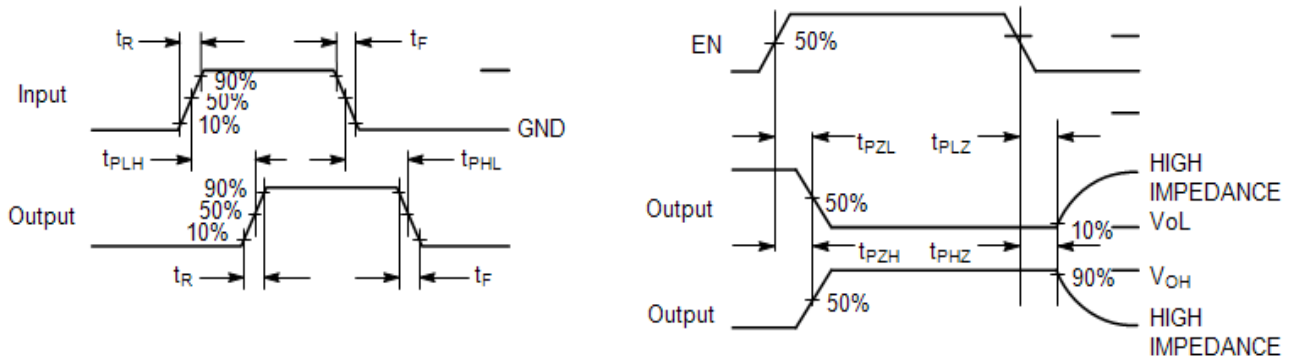 tR
tF
Input
90%
50%
10%
GND
tPLH
tPHL
Output
90%
50%
10%
tR
tF
EN
50%
tPZL
tPLZ
HIGH
IMPEDANCE
Output
50%
10%
VoL
tPZH
tPHZ
90%
VOH
Output
50%
HIGH
IMPEDANCE